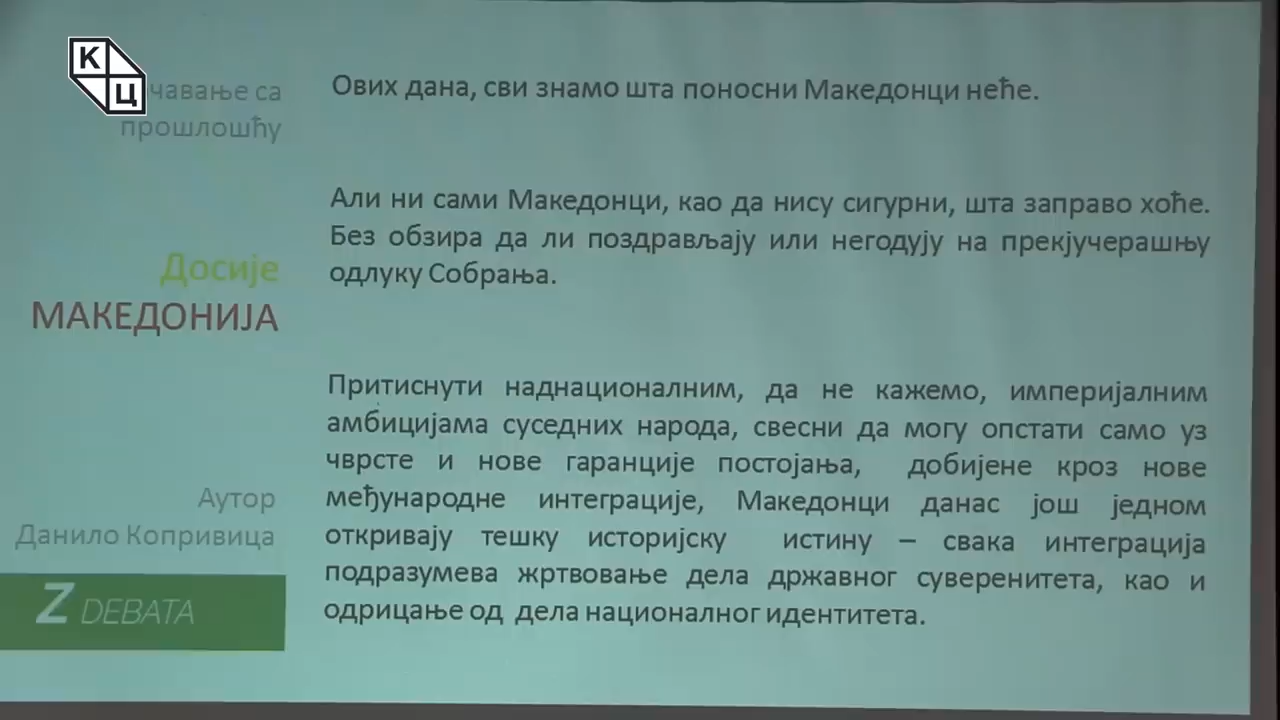 К
Ц
са
прошлошћу
Досије
МАКЕДОНИЈА
Аутор
Данило Копривица
Z DEBATA
Ових дана, сви знамо шта поносни Македонци неће.
Али ни сами Македонци, као да нису сигурни, шта заправо хоће.
Без обзира да ли поздрављају или негодују на прекјучерашњу
одлуку Собрања.
Притиснути наднационалним, да не кажемо, империјалним
амбицијама суседних народа, свесни да могу опстати само уз
чврсте и нове гаранције постојања, добијене кроз нове
међународне интеграције, Македонци данас још једном
откривају тешку историјску истину – свака интеграција
подразумева жртвовање дела државног суверенитета, као и
одрицање од дела националног идентитета.